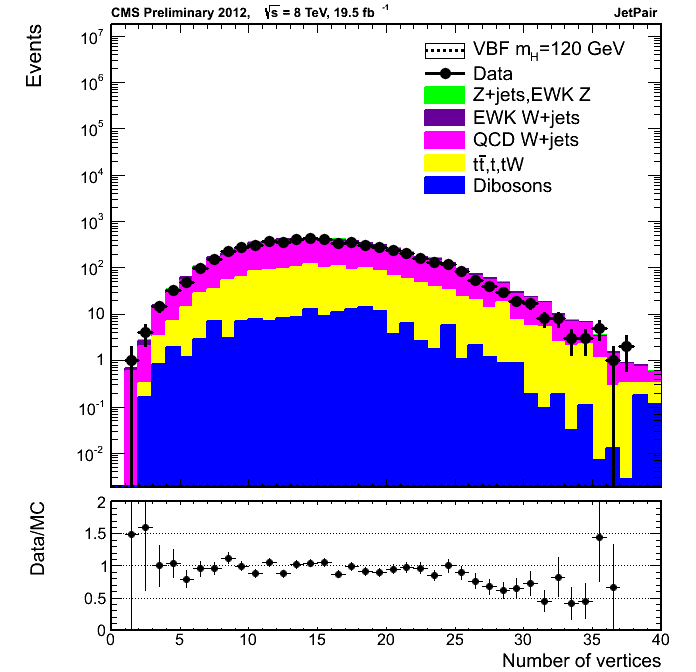 CMS Preliminary 2012, √s = 8 TeV, 19.5 fb⁻¹ JetPair
Events
10⁷
10⁶
10⁵
10⁴
10³
10²
10
1
10⁻¹
10⁻²
VBF m_H=120 GeV
Data
Z+jets,EWK Z
EWK W+jets
QCD W+jets
tt̄,t,tW
Dibosons
Data/MC
2
1.5
1
0.5
0
0 5 10 15 20 25 30 35 40
Number of vertices